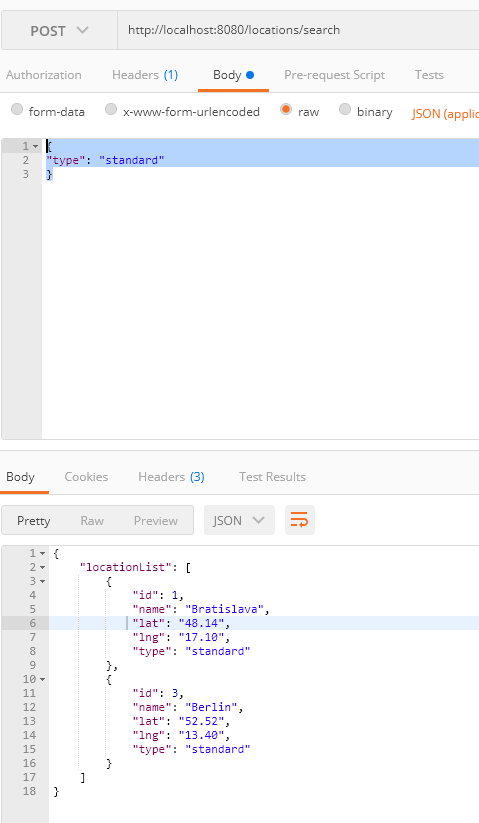 POST http://localhost:8080/locations/search
Authorization Headers (1) Body Pre-request Script Tests
form-data x-www-form-urlencoded raw binary JSON (applic
1 {
2 "type": "standard"
3 }
Body Cookies Headers (3) Test Results
Pretty Raw Preview JSON
1 {
2 "locationList": [
3 {
4 "id": 1,
5 "name": "Bratislava",
6 "lat": "48.14",
7 "lng": "17.10",
8 "type": "standard"
9 },
10 {
11 "id": 3,
12 "name": "Berlin",
13 "lat": "52.52",
14 "lng": "13.40",
15 "type": "standard"
16 }
17 ]
18 }